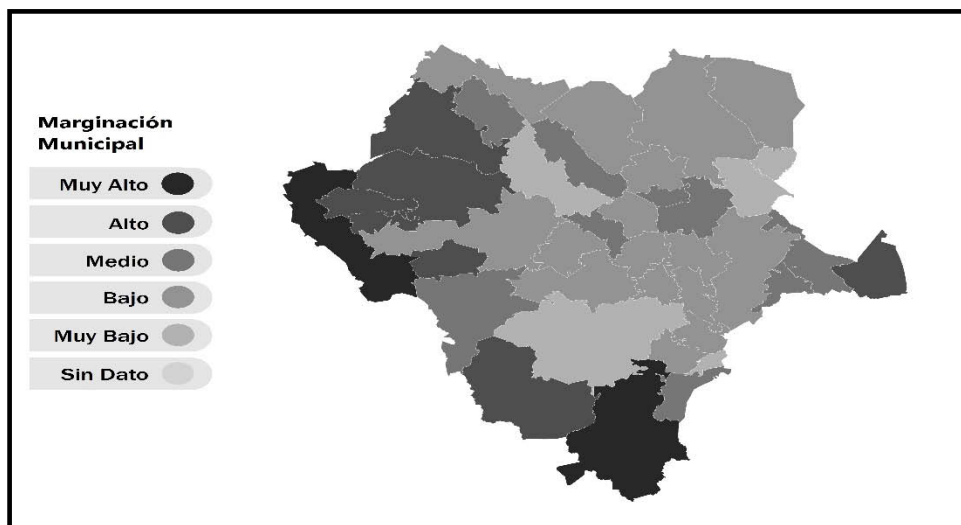 Marginación
Municipal
Muy Alto
Alto
Medio
Bajo
Muy Bajo
Sin Dato